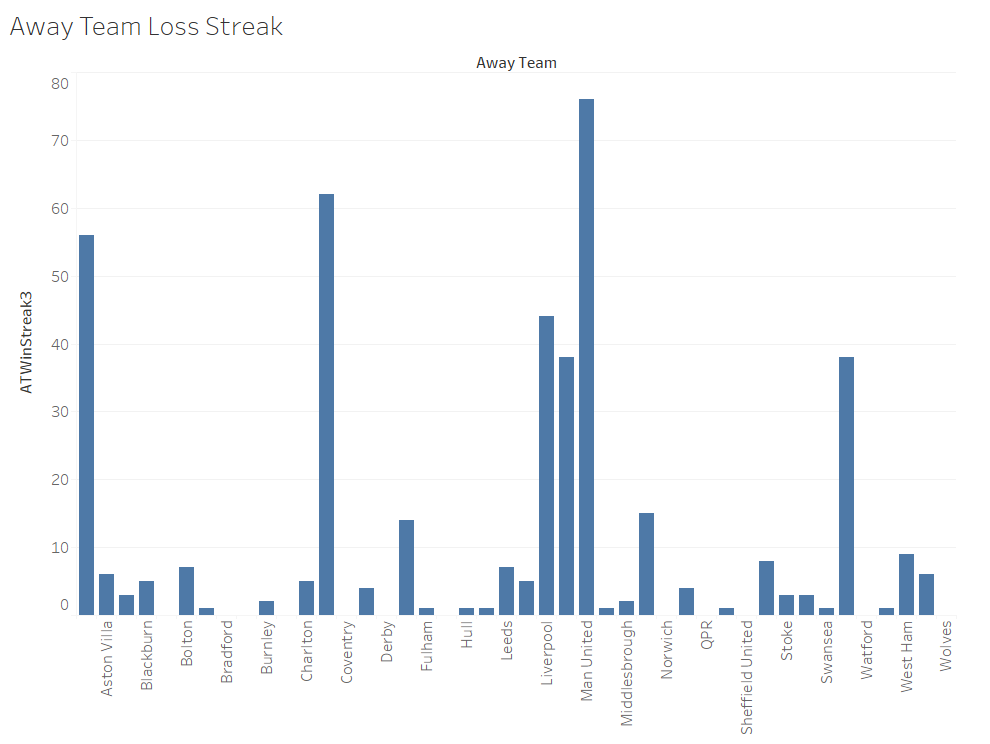 Away Team Loss Streak
Away Team
ATWinStreak3
80
70
60
50
40
30
20
10
0
Aston Villa
Blackburn
Bolton
Bradford
Burnley
Charlton
Coventry
Derby
Fulham
Hull
Leeds
Liverpool
Man United
Middlesbrough
Norwich
QPR
Sheffield United
Stoke
Swansea
Watford
West Ham
Wolves